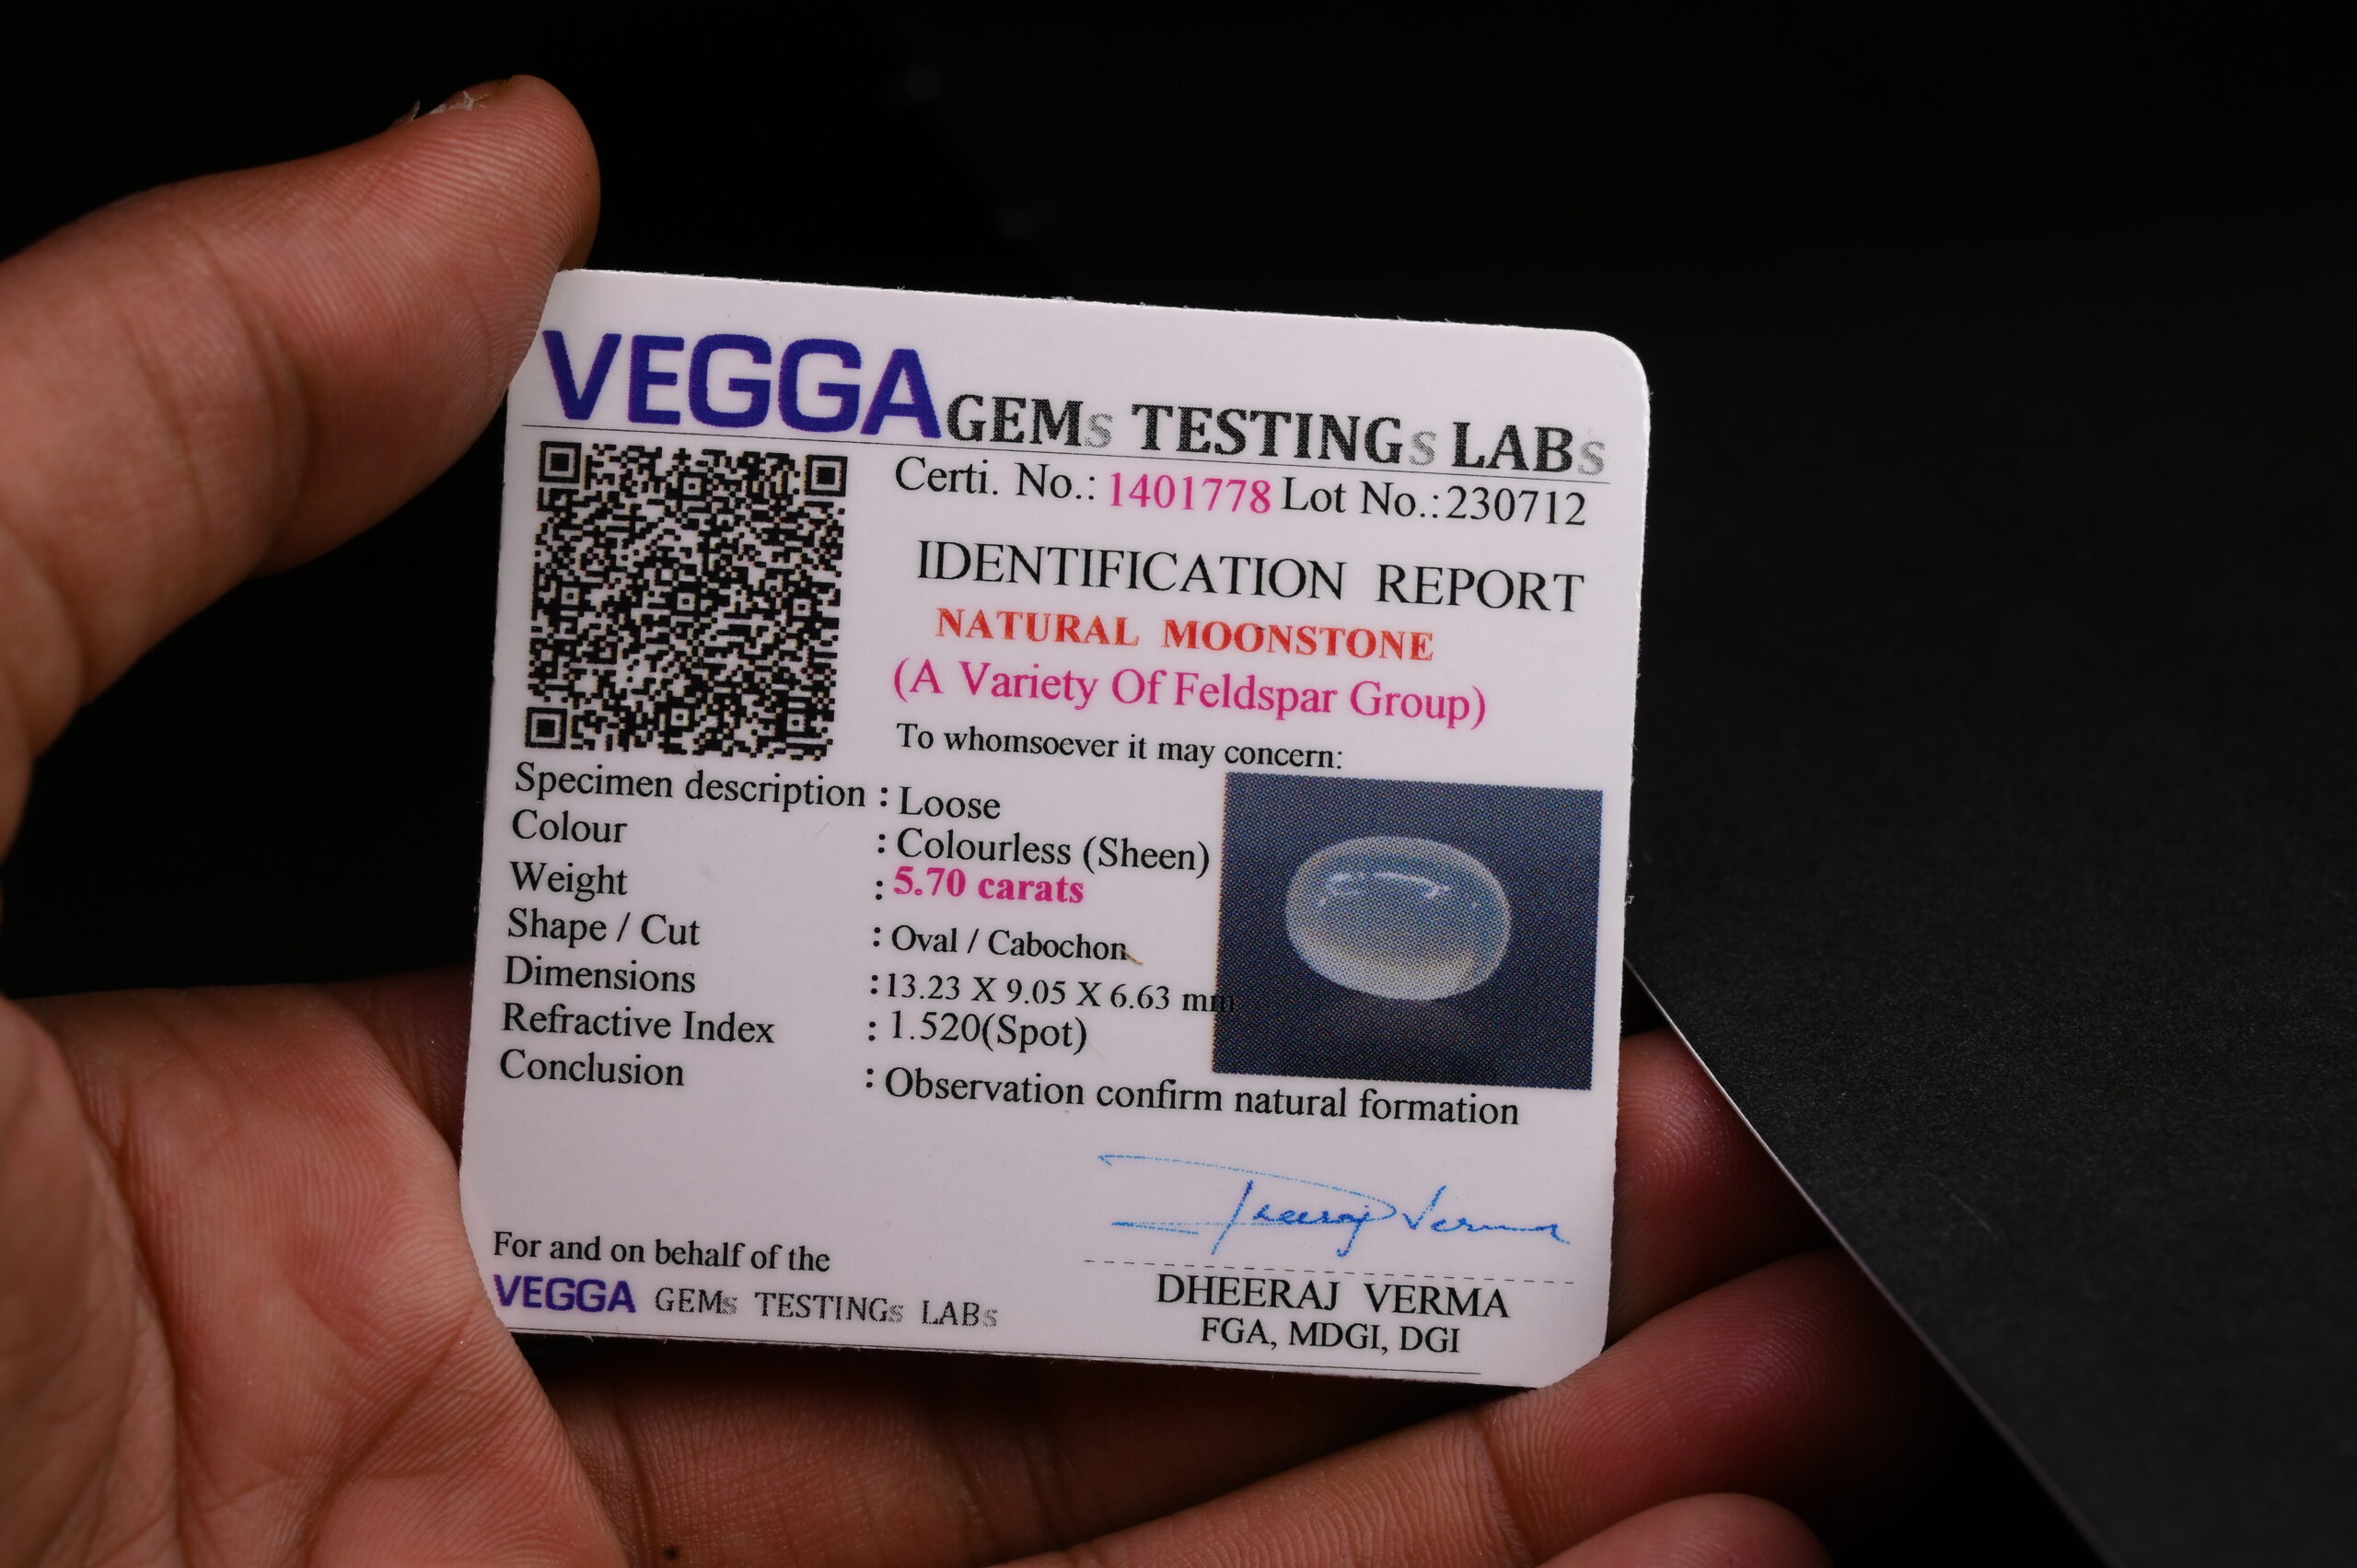 VEGGA GEMs TESTINGs LABs
Certi. No.: 1401778 Lot No.:230712
IDENTIFICATION REPORT
NATURAL MOONSTONE
(A Variety Of Feldspar Group)
To whomsoever it may concern:
Specimen description : Loose
Colour : Colourless (Sheen)
Weight : 5.70 carats
Shape / Cut : Oval / Cabochon
Dimensions :13.23 X 9.05 X 6.63 mm
Refractive Index : 1.520(Spot)
Conclusion : Observation confirm natural formation
Dheeraj Verma
For and on behalf of the
VEGGA GEMs TESTINGs LABs
DHEERAJ VERMA
FGA, MDGI, DGI